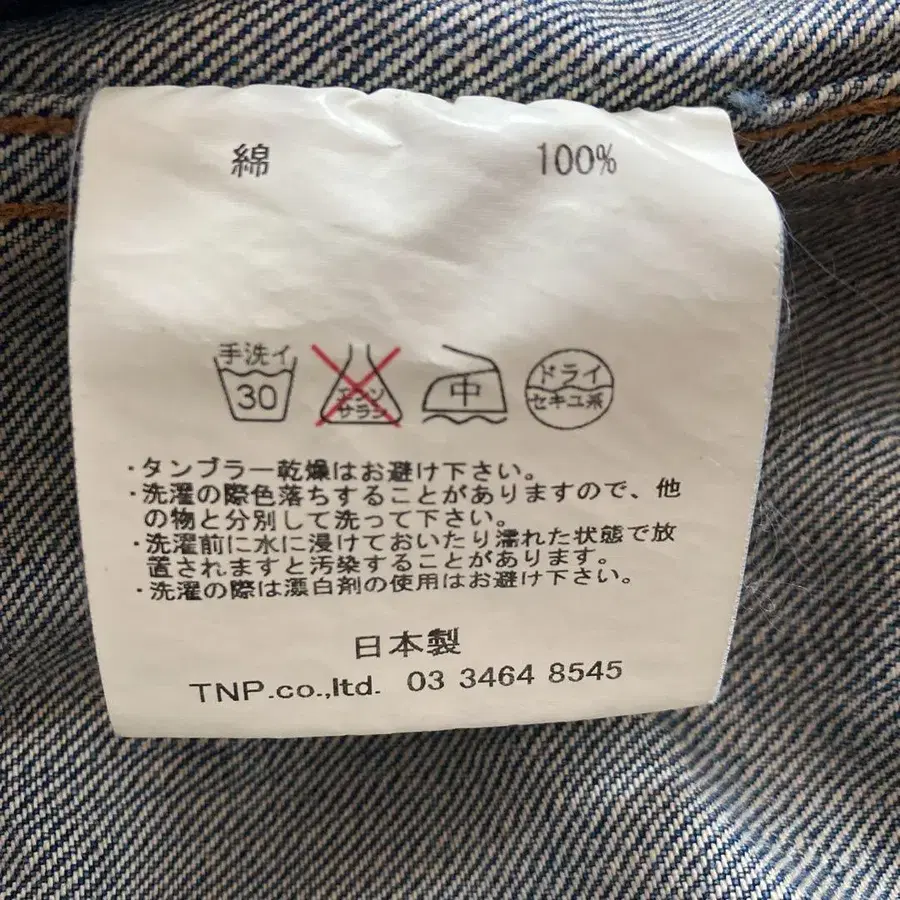 綿 100%
手洗イ
30
エンソ
サラシ
中
ドライ
セキユ系
・タンブラー乾燥はお避け下さい。
・洗濯の際色落ちすることがありますので、他
の物と分別して洗って下さい。
・洗濯前に水に浸けておいたり濡れた状態で放
置されますと汚染することがあります。
・洗濯の際は漂白剤の使用はお避け下さい。
日本製
TNP.co.,ltd. 03 3464 8545